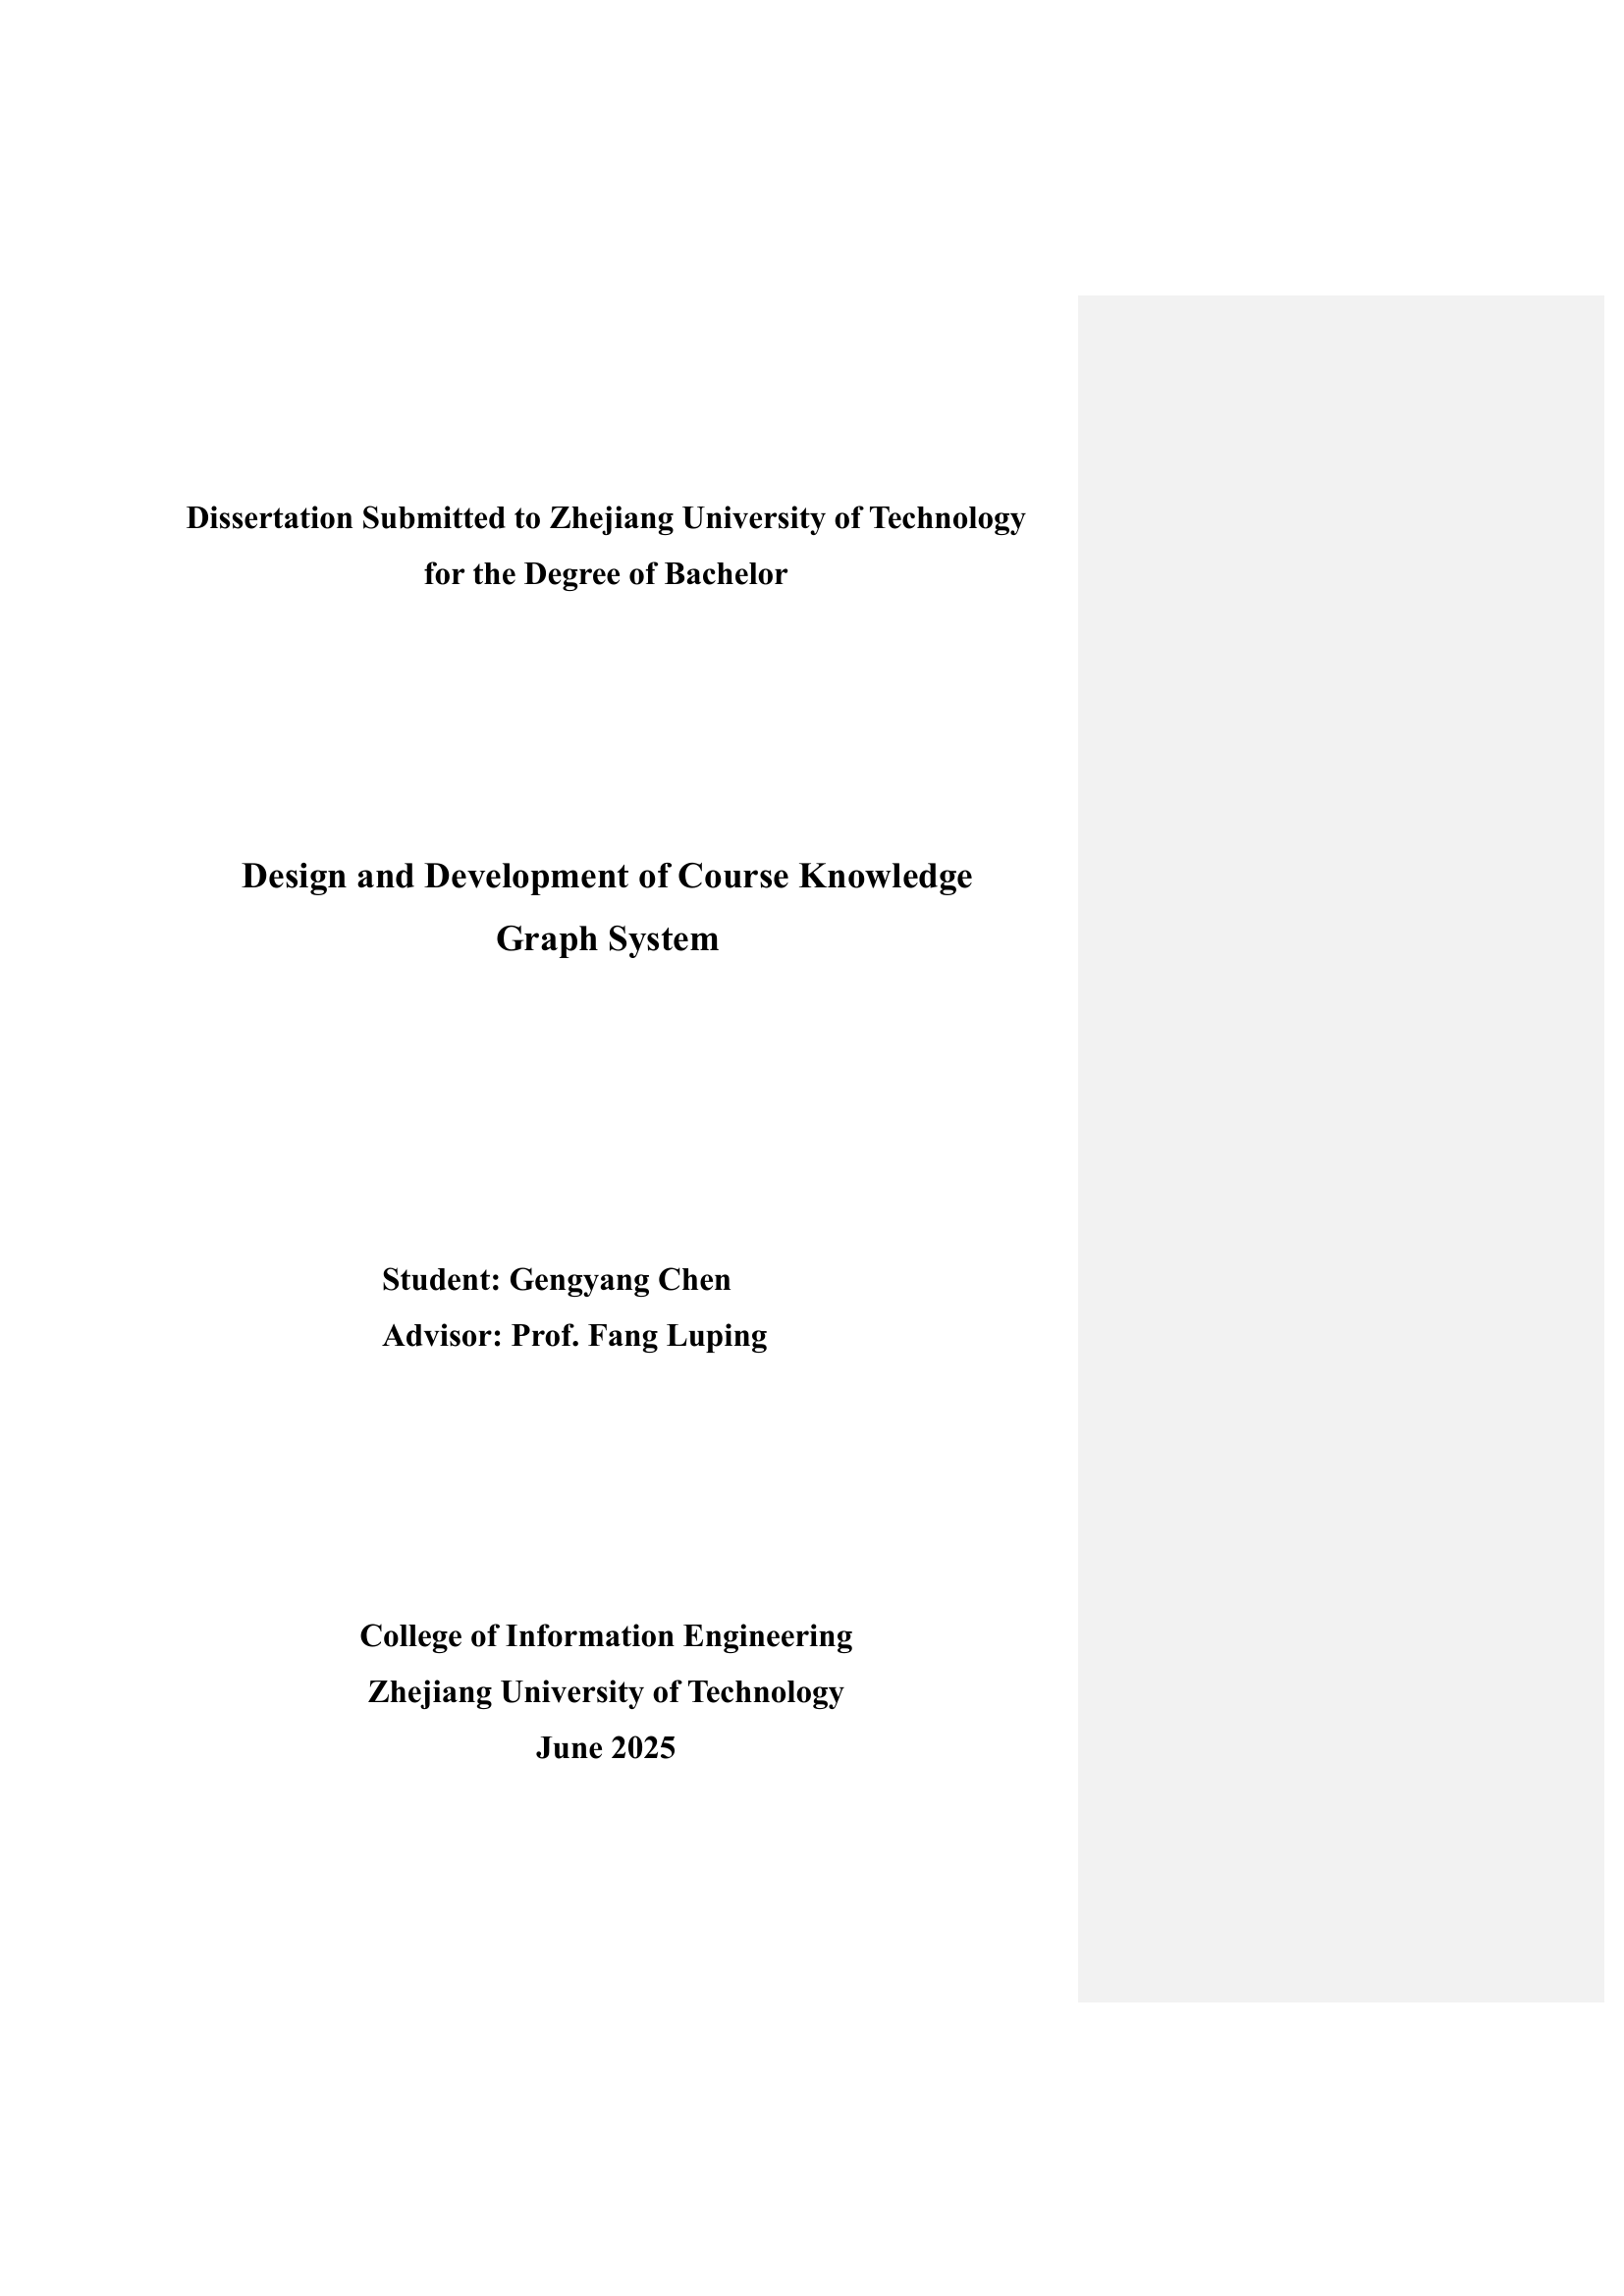 Dissertation Submitted to Zhejiang University of Technology
for the Degree of Bachelor
Design and Development of Course Knowledge
Graph System
Student: Gengyang Chen
Advisor: Prof. Fang Luping
College of Information Engineering
Zhejiang University of Technology
June 2025